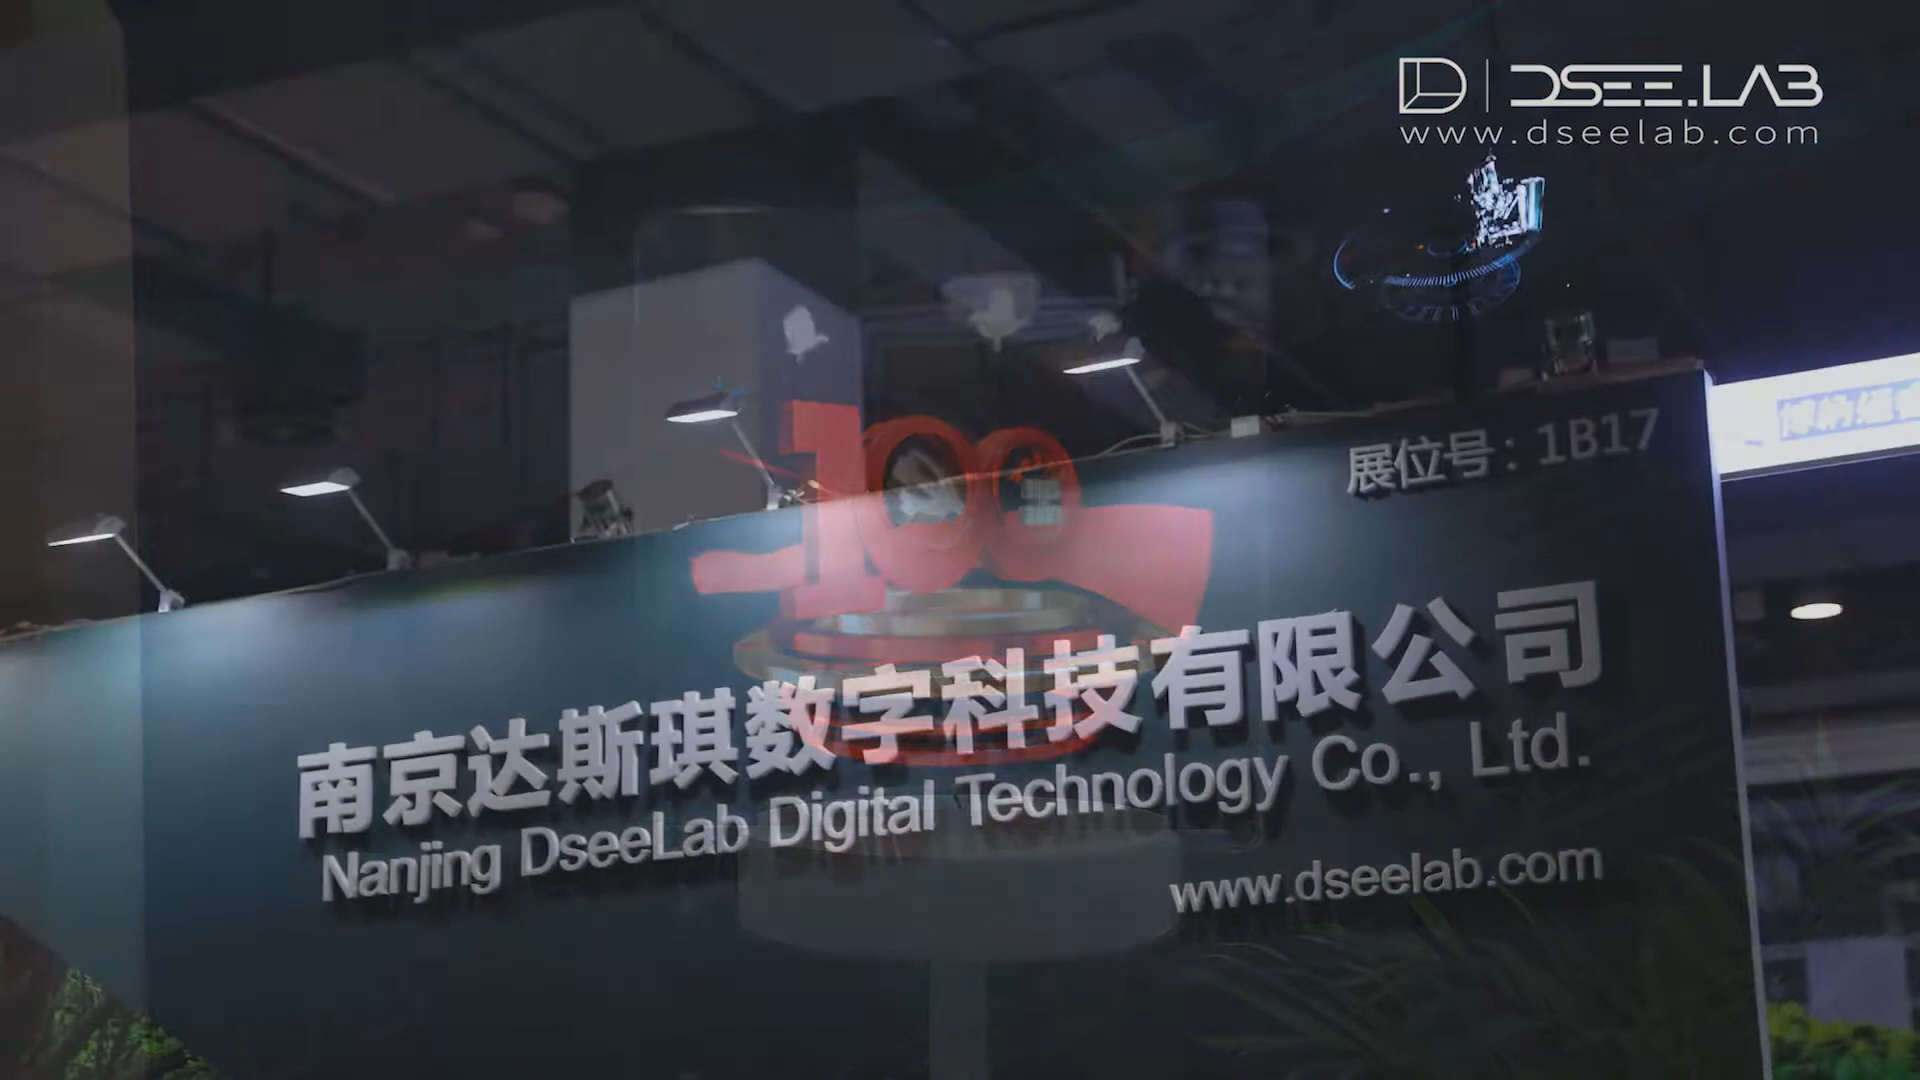 DSEE.LAB
www.dseelab.com
展位号：1B17
100
南京达斯琪数字科技有限公司
Nanjing DseeLab Digital Technology Co., Ltd.
www.dseelab.com